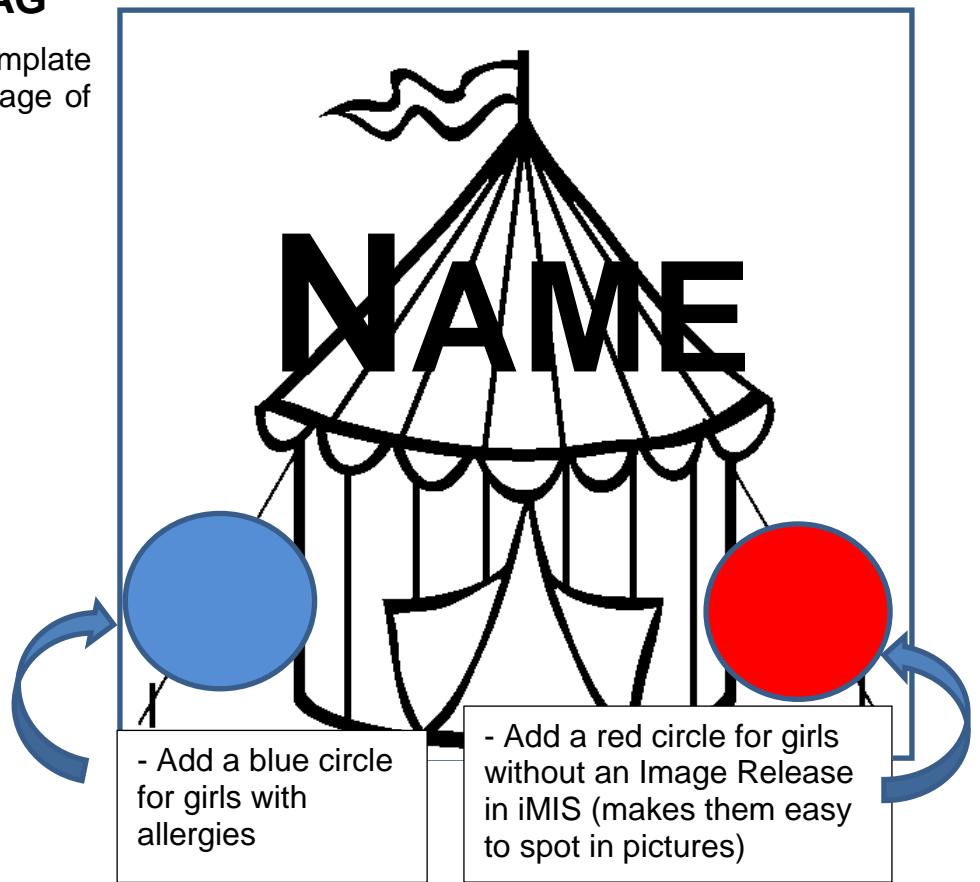 AG
mplate
age of
NAME
- Add a blue circle
for girls with
allergies
- Add a red circle for girls
without an Image Release
in iMIS (makes them easy
to spot in pictures)